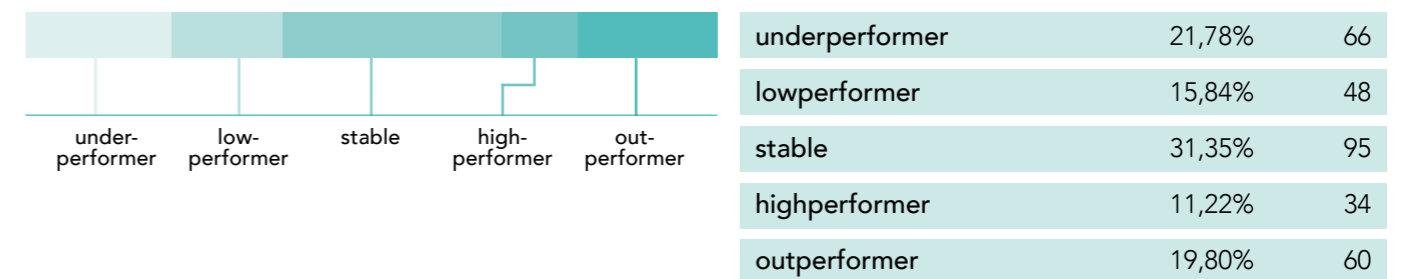 under-
performer
low-
performer
stable
high-
performer
out-
performer
underperformer 21,78% 66
lowperformer 15,84% 48
stable 31,35% 95
highperformer 11,22% 34
outperformer 19,80% 60